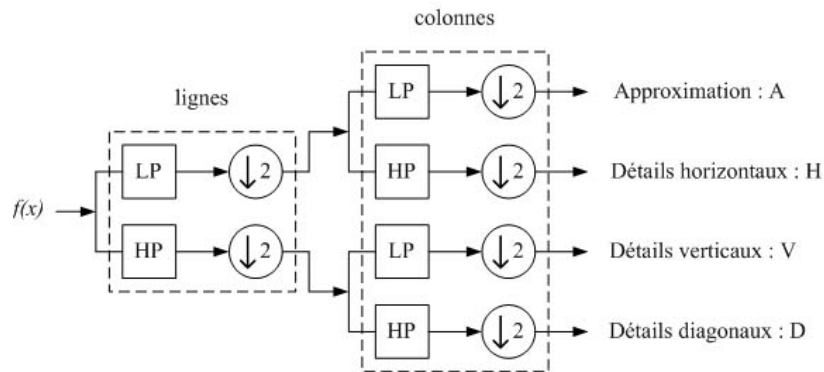 colonnes
lignes
LP ↓2 Approximation : A
LP ↓2
HP ↓2 Détails horizontaux : H
f(x)
HP ↓2
LP ↓2 Détails verticaux : V
HP ↓2 Détails diagonaux : D